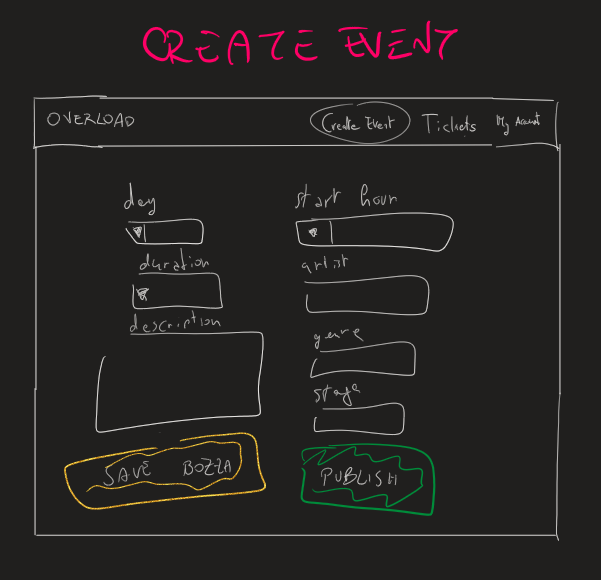 CREATE EVENT
OVERLOAD Create Event Tickets My Account
day start hour
duration artist
description
genre
stage
SAVE BOZZA PUBLISH